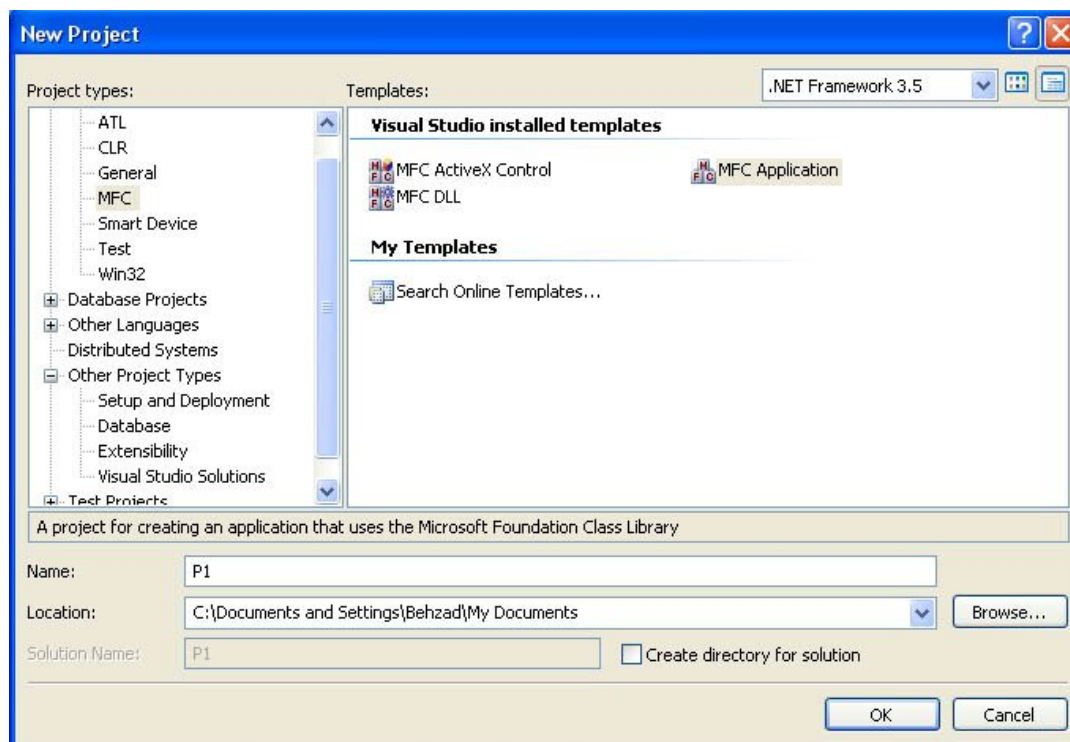 New Project
Project types:
Templates:
.NET Framework 3.5
ATL
CLR
General
MFC
Smart Device
Test
Win32
Database Projects
Other Languages
Distributed Systems
Other Project Types
Setup and Deployment
Database
Extensibility
Visual Studio Solutions
Test Projects
Visual Studio installed templates
MFC ActiveX Control
MFC Application
MFC DLL
My Templates
Search Online Templates...
A project for creating an application that uses the Microsoft Foundation Class Library
Name:
P1
Location:
C:\Documents and Settings\Behzad\My Documents
Browse...
Solution Name:
P1
Create directory for solution
OK
Cancel